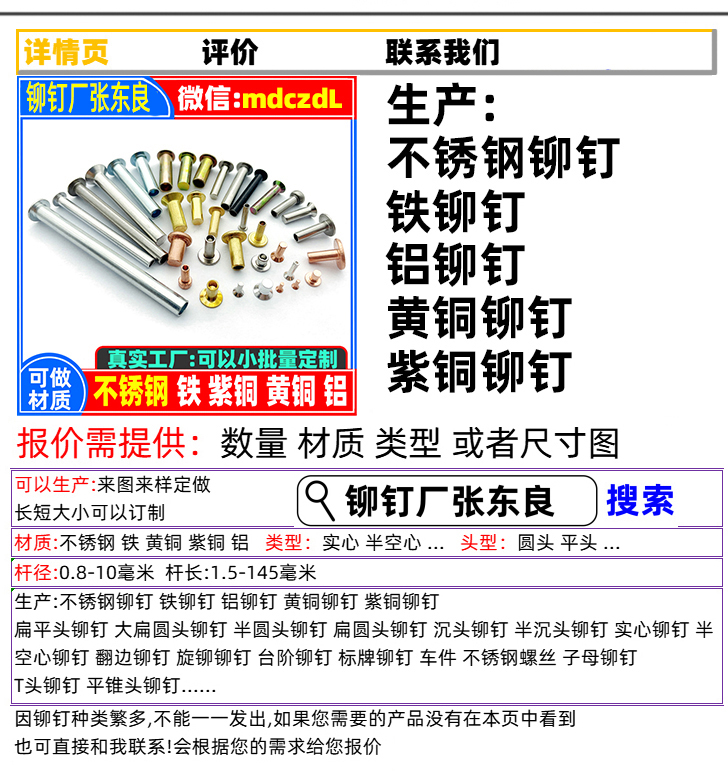 详情页 评价 联系我们
铆钉厂张东良 微信:mdczdL
生产:
不锈钢铆钉
铁铆钉
铝铆钉
黄铜铆钉
紫铜铆钉
真实工厂:可以小批量定制
可做
材质
不锈钢 铁 紫铜 黄铜 铝
报价需提供：数量 材质 类型 或者尺寸图
可以生产:来图来样定做
长短大小可以订制
铆钉厂张东良 搜索
材质:不锈钢 铁 黄铜 紫铜 铝 类型：实心 半空心 ... 头型：圆头 平头 ...
杆径:0.8-10毫米 杆长:1.5-145毫米
生产:不锈钢铆钉 铁铆钉 铝铆钉 黄铜铆钉 紫铜铆钉
扁平头铆钉 大扁圆头铆钉 半圆头铆钉 扁圆头铆钉 沉头铆钉 半沉头铆钉 实心铆钉 半
空心铆钉 翻边铆钉 旋铆铆钉 台阶铆钉 标牌铆钉 车件 不锈钢螺丝 子母铆钉
T头铆钉 平锥头铆钉......
因铆钉种类繁多,不能一一发出,如果您需要的产品没有在本页中看到
也可直接和我联系!会根据您的需求给您报价